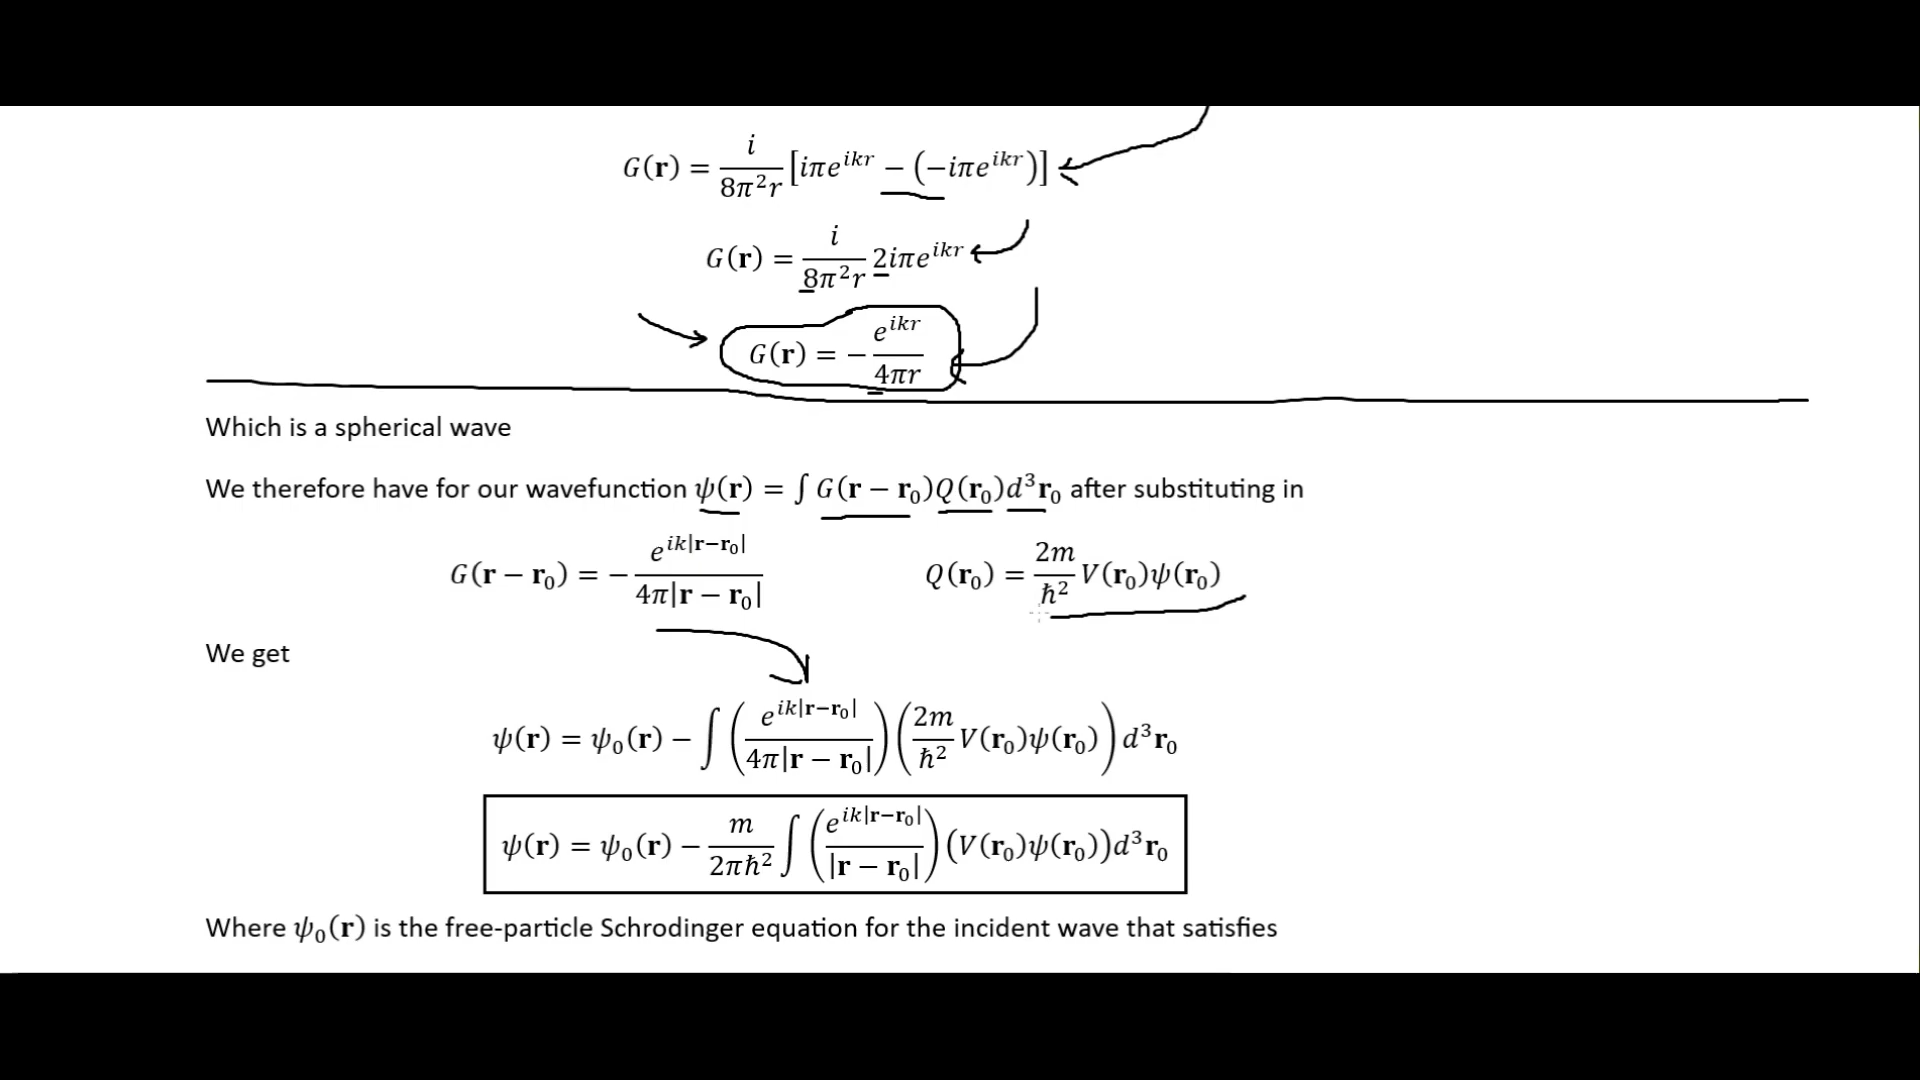 G(𝐫) = i/(8π²r) [iπe^{ikr} − (−iπe^{ikr})]
G(𝐫) = i/(8π²r) 2iπe^{ikr}
G(𝐫) = − e^{ikr}/(4πr)
Which is a spherical wave
We therefore have for our wavefunction ψ(𝐫) = ∫ G(𝐫 − 𝐫₀)Q(𝐫₀)d³𝐫₀ after substituting in
G(𝐫 − 𝐫₀) = − e^{ik|𝐫−𝐫₀|}/(4π|𝐫 − 𝐫₀|) Q(𝐫₀) = 2m/ħ² V(𝐫₀)ψ(𝐫₀)
We get
ψ(𝐫) = ψ₀(𝐫) − ∫ (e^{ik|𝐫−𝐫₀|}/(4π|𝐫 − 𝐫₀|)) (2m/ħ² V(𝐫₀)ψ(𝐫₀)) d³𝐫₀
ψ(𝐫) = ψ₀(𝐫) − m/(2πħ²) ∫ (e^{ik|𝐫−𝐫₀|}/|𝐫 − 𝐫₀|) (V(𝐫₀)ψ(𝐫₀))d³𝐫₀
Where ψ₀(𝐫) is the free-particle Schrodinger equation for the incident wave that satisfies